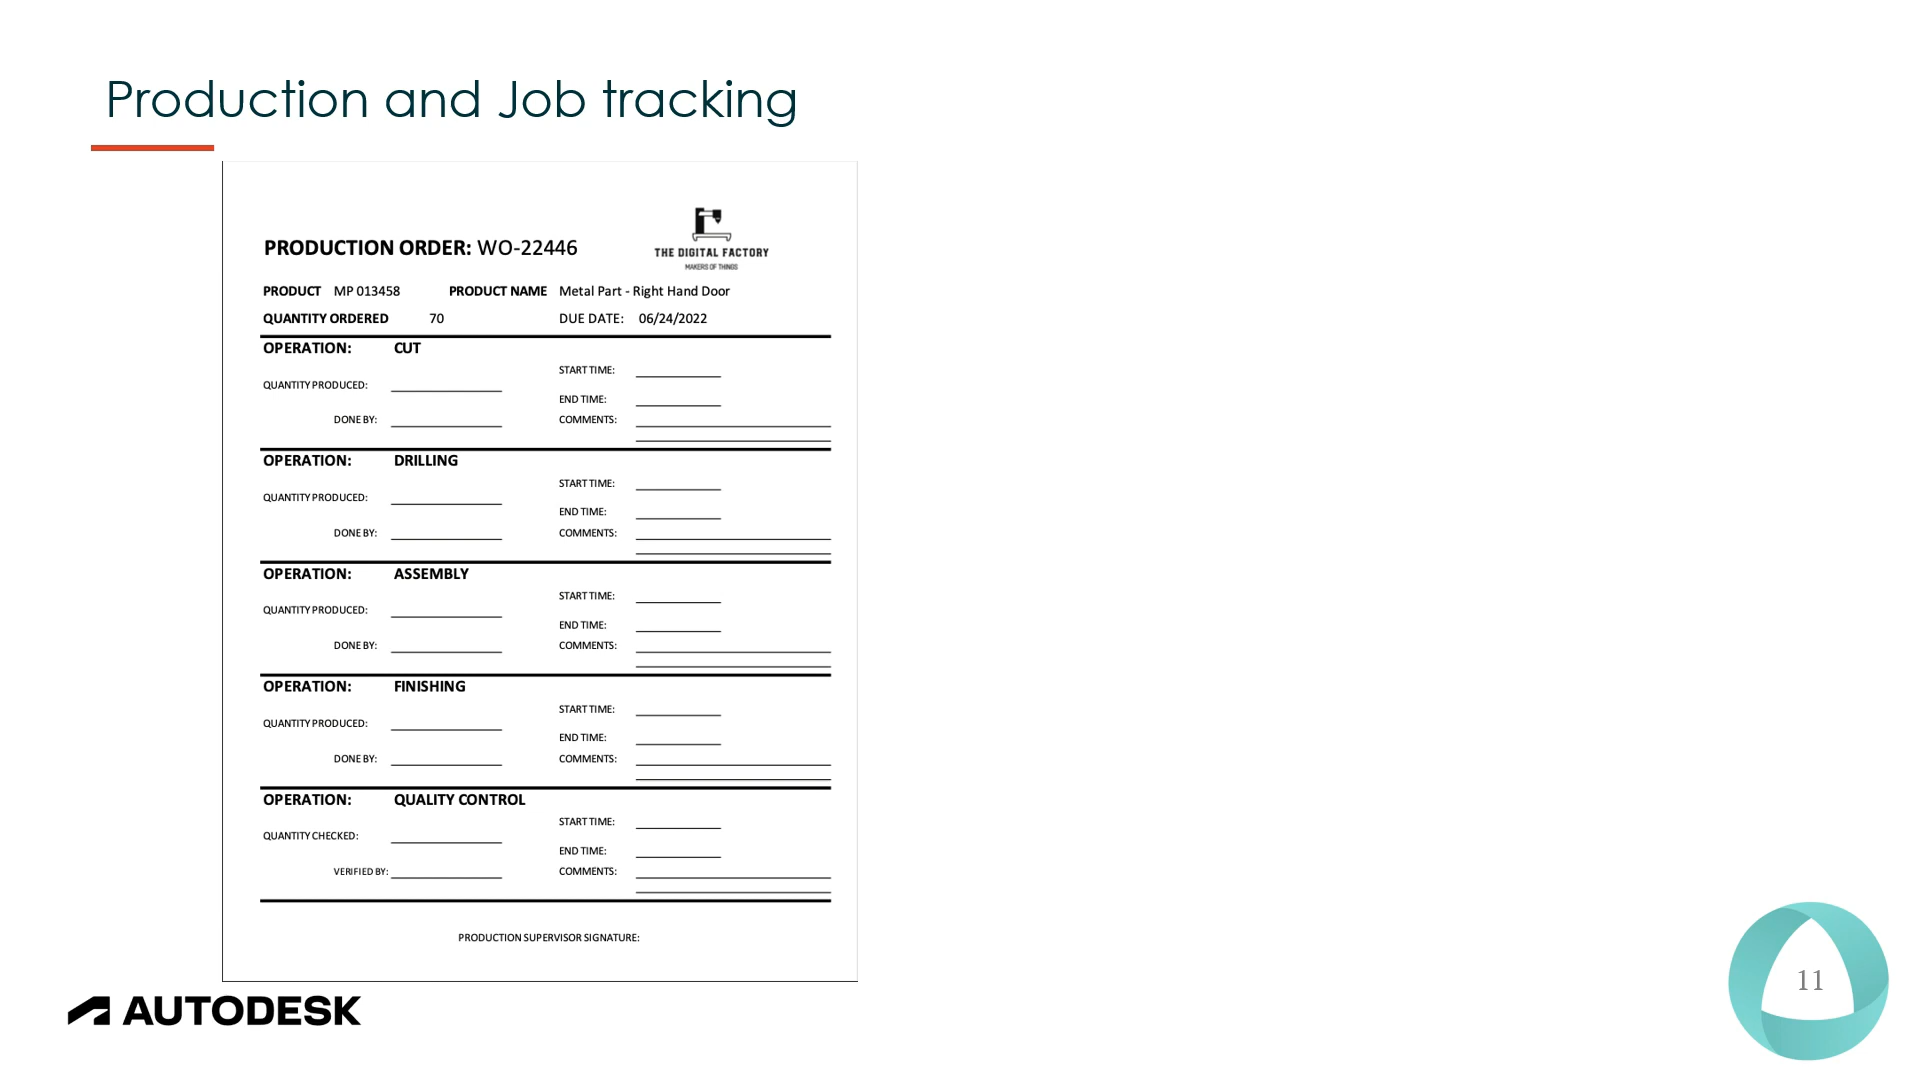 Production and Job tracking
THE DIGITAL FACTORY
MAKERS OF THINGS
PRODUCTION ORDER: WO-22446
PRODUCT MP 013458 PRODUCT NAME Metal Part - Right Hand Door
QUANTITY ORDERED 70 DUE DATE: 06/24/2022
OPERATION: CUT
START TIME:
QUANTITY PRODUCED:
END TIME:
DONE BY: COMMENTS:
OPERATION: DRILLING
START TIME:
QUANTITY PRODUCED:
END TIME:
DONE BY: COMMENTS:
OPERATION: ASSEMBLY
START TIME:
QUANTITY PRODUCED:
END TIME:
DONE BY: COMMENTS:
OPERATION: FINISHING
START TIME:
QUANTITY PRODUCED:
END TIME:
DONE BY: COMMENTS:
OPERATION: QUALITY CONTROL
START TIME:
QUANTITY CHECKED:
END TIME:
VERIFIED BY: COMMENTS:
PRODUCTION SUPERVISOR SIGNATURE:
AUTODESK
11